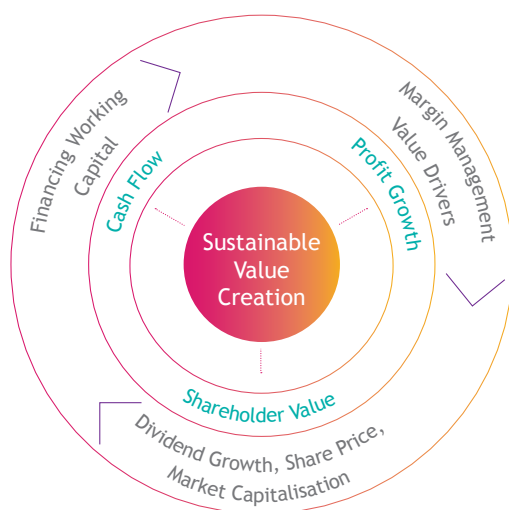 Financing Working
Capital
Cash Flow
Margin Management
Value Drivers
Profit Growth
Sustainable
Value
Creation
Shareholder Value
Dividend Growth, Share Price,
Market Capitalisation